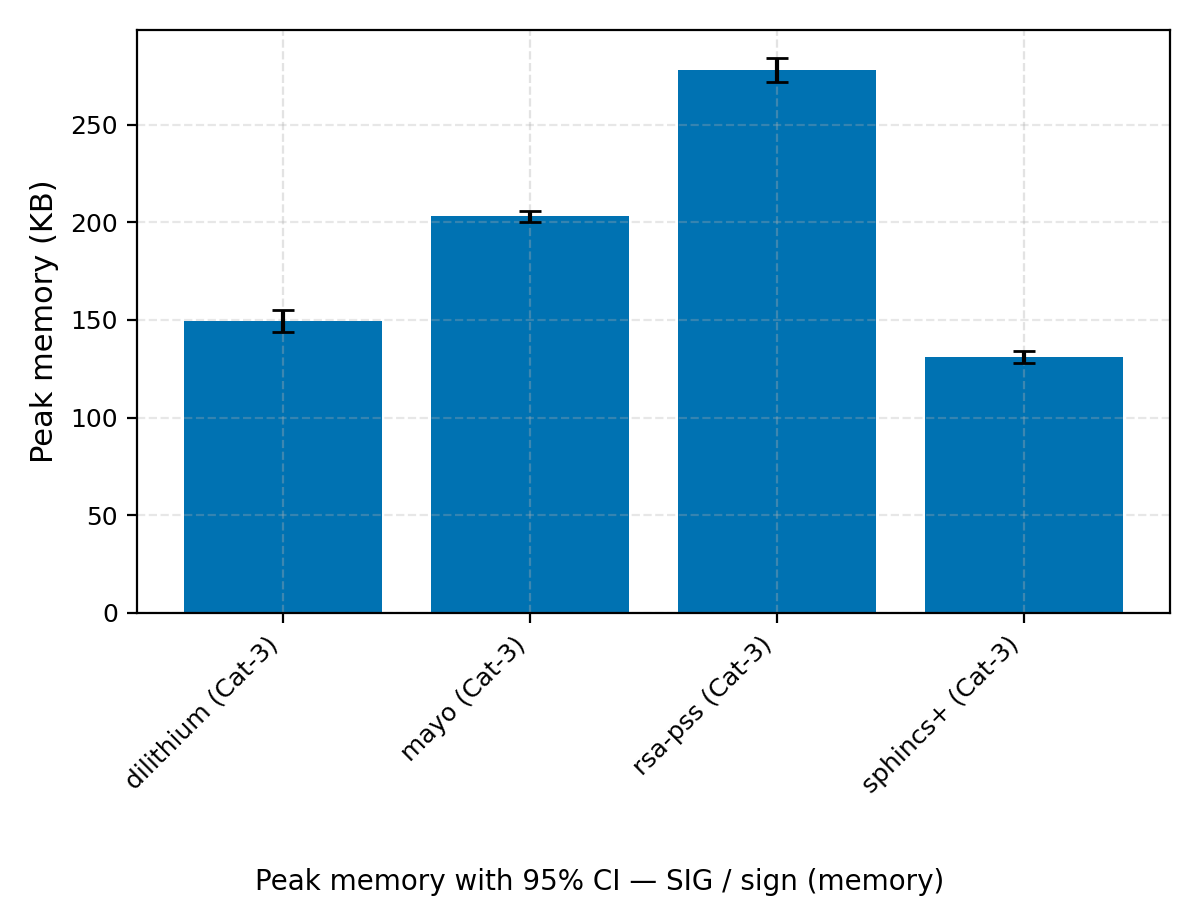 Peak memory (KB)
250
200
150
100
50
0
dilithium (Cat-3)
mayo (Cat-3)
rsa-pss (Cat-3)
sphincs+ (Cat-3)
Peak memory with 95% CI — SIG / sign (memory)